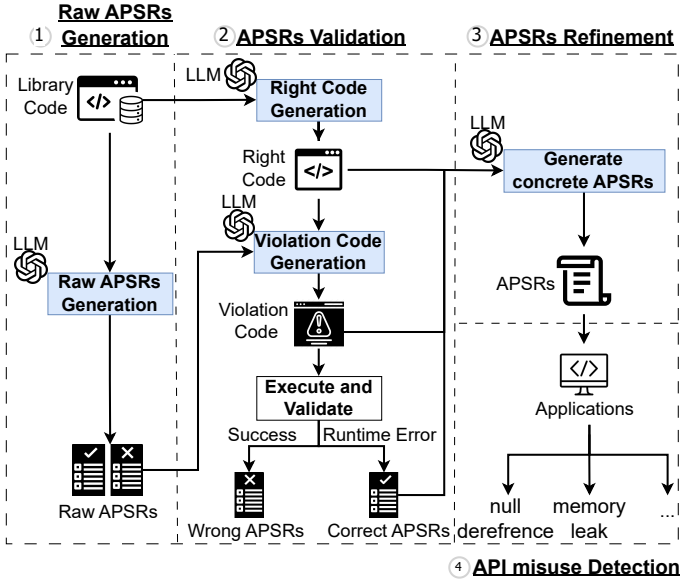 1 Raw APSRs
Generation
Library
Code
LLM
Raw APSRs
Generation
Raw APSRs
2 APSRs Validation
LLM
Right Code
Generation
Right
Code
LLM
Violation Code
Generation
Violation
Code
Execute and
Validate
Success
Runtime Error
Wrong APSRs
Correct APSRs
3 APSRs Refinement
LLM
Generate
concrete APSRs
APSRs
Applications
null
derefrence
memory
leak
...
4 API misuse Detection